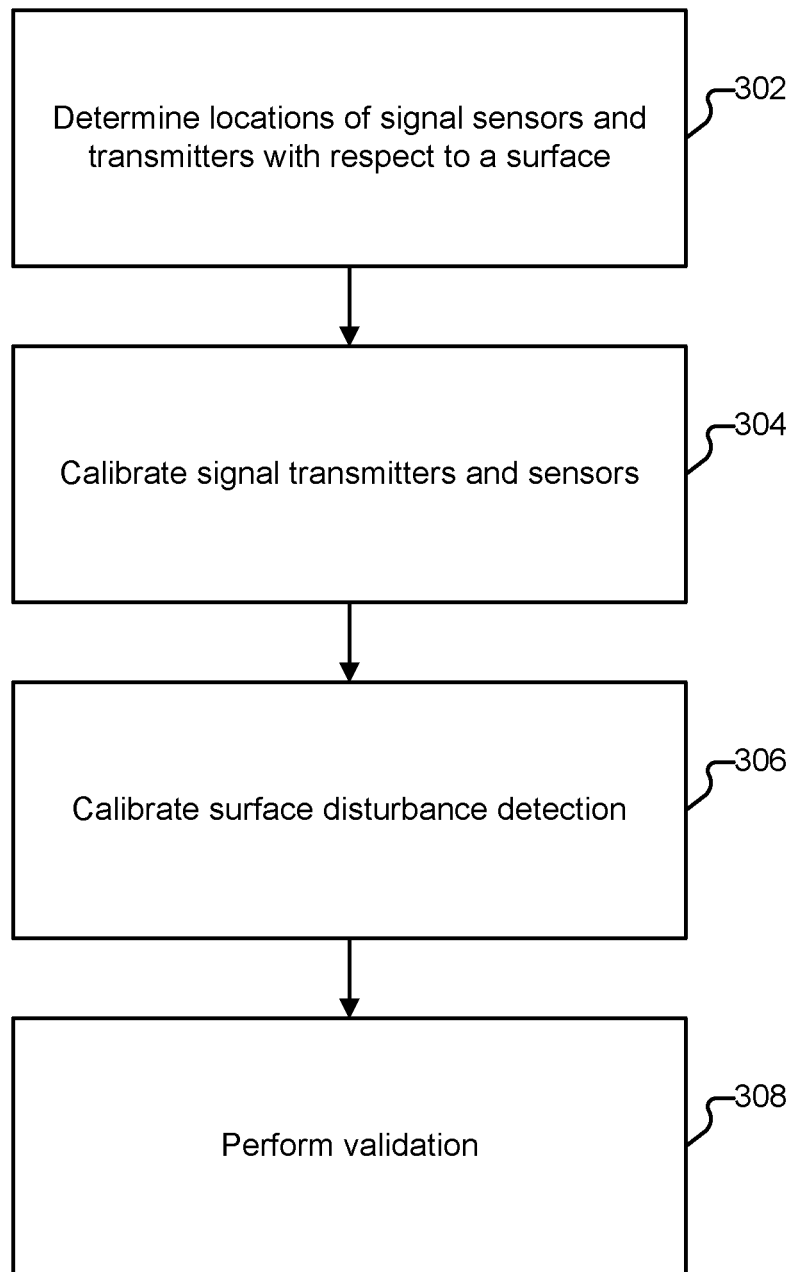 Determine locations of signal sensors and
transmitters with respect to a surface
302
Calibrate signal transmitters and sensors
304
Calibrate surface disturbance detection
306
Perform validation
308